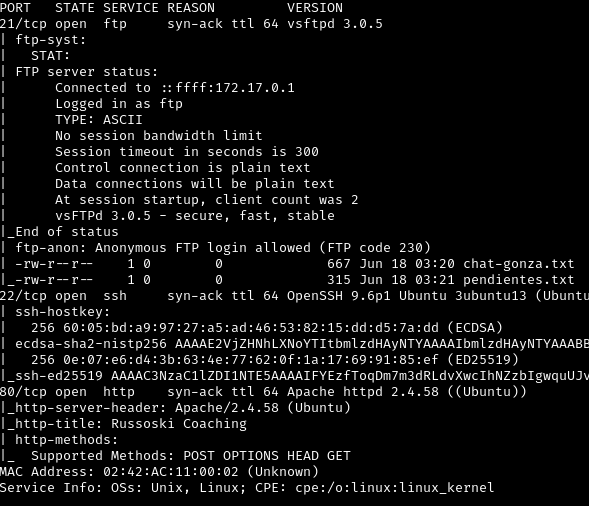 PORT   STATE SERVICE REASON         VERSION
21/tcp open  ftp     syn-ack ttl 64 vsftpd 3.0.5
| ftp-syst:
|   STAT:
| FTP server status:
|      Connected to ::ffff:172.17.0.1
|      Logged in as ftp
|      TYPE: ASCII
|      No session bandwidth limit
|      Session timeout in seconds is 300
|      Control connection is plain text
|      Data connections will be plain text
|      At session startup, client count was 2
|      vsFTPd 3.0.5 - secure, fast, stable
|_End of status
| ftp-anon: Anonymous FTP login allowed (FTP code 230)
| -rw-r--r--    1 0        0             667 Jun 18 03:20 chat-gonza.txt
|_-rw-r--r--    1 0        0             315 Jun 18 03:21 pendientes.txt
22/tcp open  ssh     syn-ack ttl 64 OpenSSH 9.6p1 Ubuntu 3ubuntu13 (Ubuntu
| ssh-hostkey:
|   256 60:05:bd:a9:97:27:a5:ad:46:53:82:15:dd:d5:7a:dd (ECDSA)
| ecdsa-sha2-nistp256 AAAAE2VjZHNhLXNoYTItbmlzdHAyNTYAAAAIbmlzdHAyNTYAAABB
|   256 0e:07:e6:d4:3b:63:4e:77:62:0f:1a:17:69:91:85:ef (ED25519)
|_ssh-ed25519 AAAAC3NzaC1lZDI1NTE5AAAAIFYEzfToqDm7m3dRLdvXwcIhNZzbIgwquUJv
80/tcp open  http    syn-ack ttl 64 Apache httpd 2.4.58 ((Ubuntu))
|_http-server-header: Apache/2.4.58 (Ubuntu)
|_http-title: Russoski Coaching
| http-methods:
|_  Supported Methods: POST OPTIONS HEAD GET
MAC Address: 02:42:AC:11:00:02 (Unknown)
Service Info: OSs: Unix, Linux; CPE: cpe:/o:linux:linux_kernel